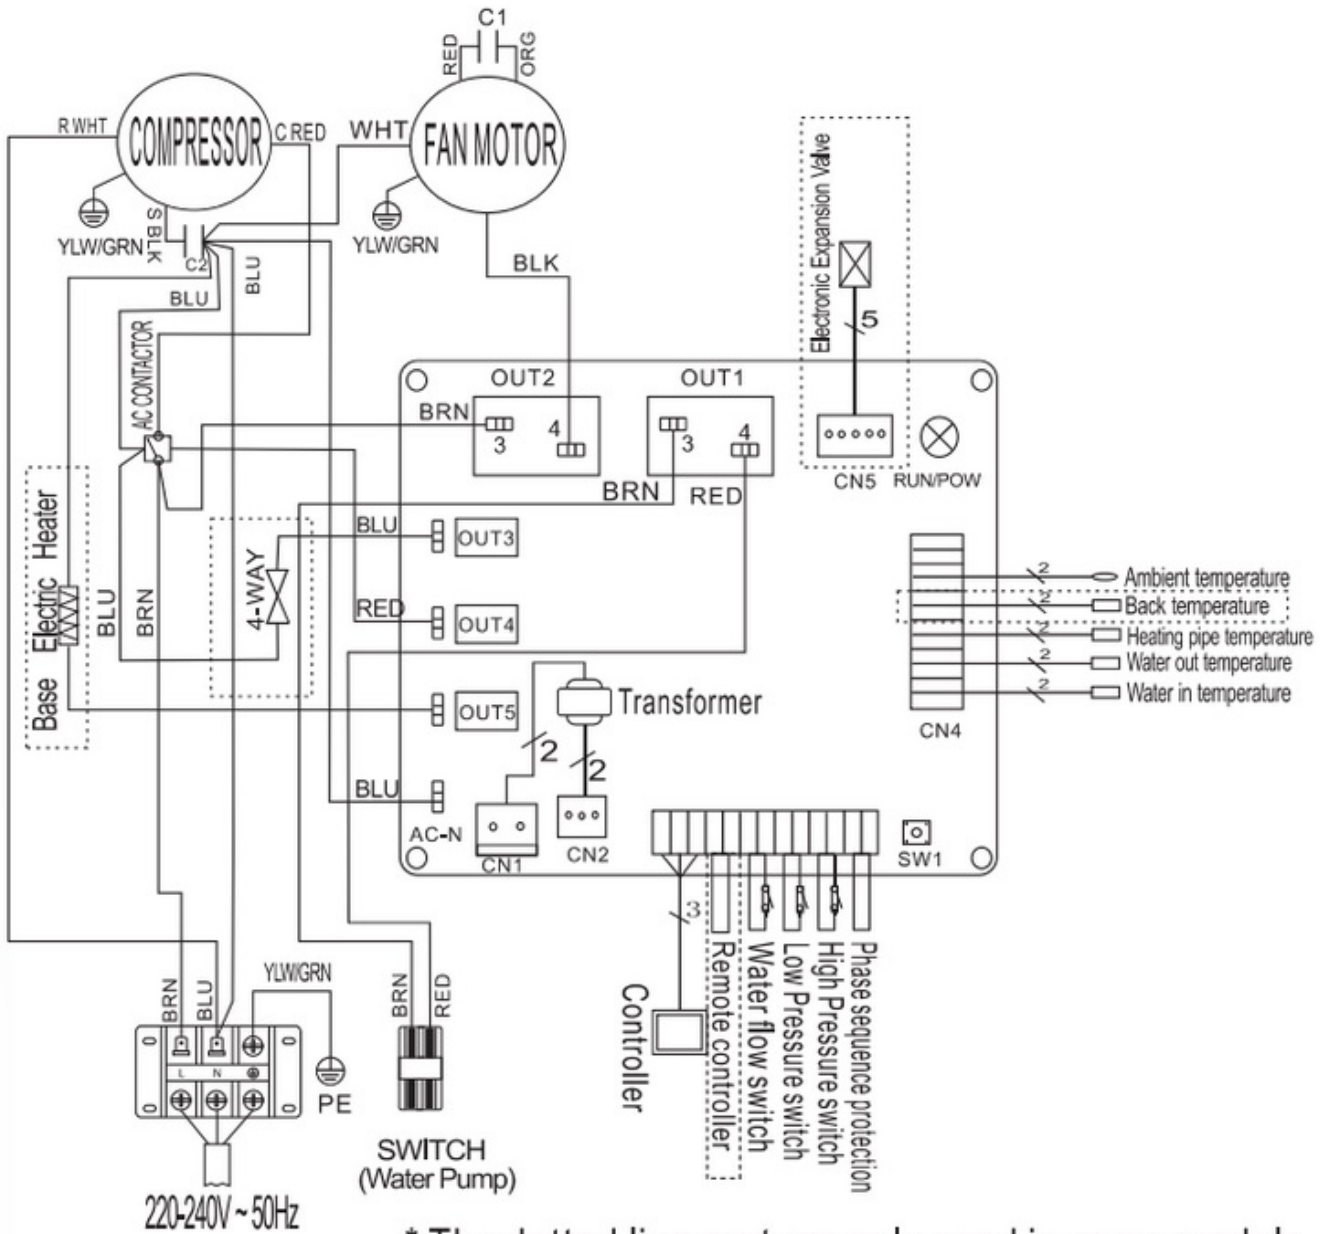 C1
RED
ORG
R WHT
COMPRESSOR
C RED
WHT
FAN MOTOR
YLW/GRN
S BLK
C2
BLU
YLW/GRN
BLK
BLU
AC CONTACTOR
Electronic Expansion Valve
5
OUT2
OUT1
BRN
3
4
3
4
BRN
RED
CN5
RUN/POW
Base Electric Heater
BLU
BRN
4-WAY
BLU
OUT3
RED
OUT4
OUT5
Transformer
2
2
BLU
AC-N
CN1
CN2
2
Ambient temperature
2
Back temperature
2
Heating pipe temperature
2
Water out temperature
2
Water in temperature
CN4
SW1
3
Controller
Remote controller
Water flow switch
Low Pressure switch
High Pressure switch
Phase sequence protection
BRN
BLU
YLW/GRN
L
N
PE
BRN
RED
SWITCH
(Water Pump)
220-240V ~ 50Hz